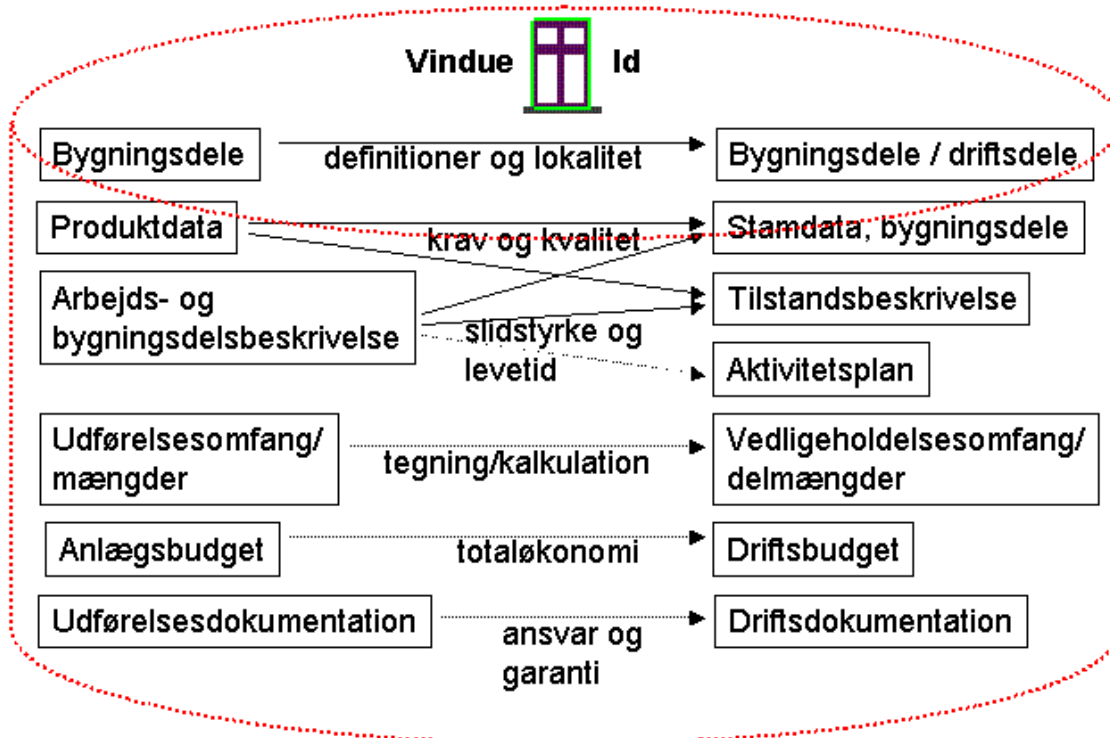 Vindue Id
Bygningsdele
definitioner og lokalitet
Bygningsdele / driftsdele
Produktdata
krav og kvalitet
Stamdata, bygningsdele
Arbejds- og
bygningsdelsbeskrivelse
slidstyrke og
levetid
Tilstandsbeskrivelse
Aktivitetsplan
Udførelsesomfang/
mængder
tegning/kalkulation
Vedligeholdelsesomfang/
delmængder
Anlægsbudget
totaløkonomi
Driftsbudget
Udførelsesdokumentation
ansvar og
garanti
Driftsdokumentation